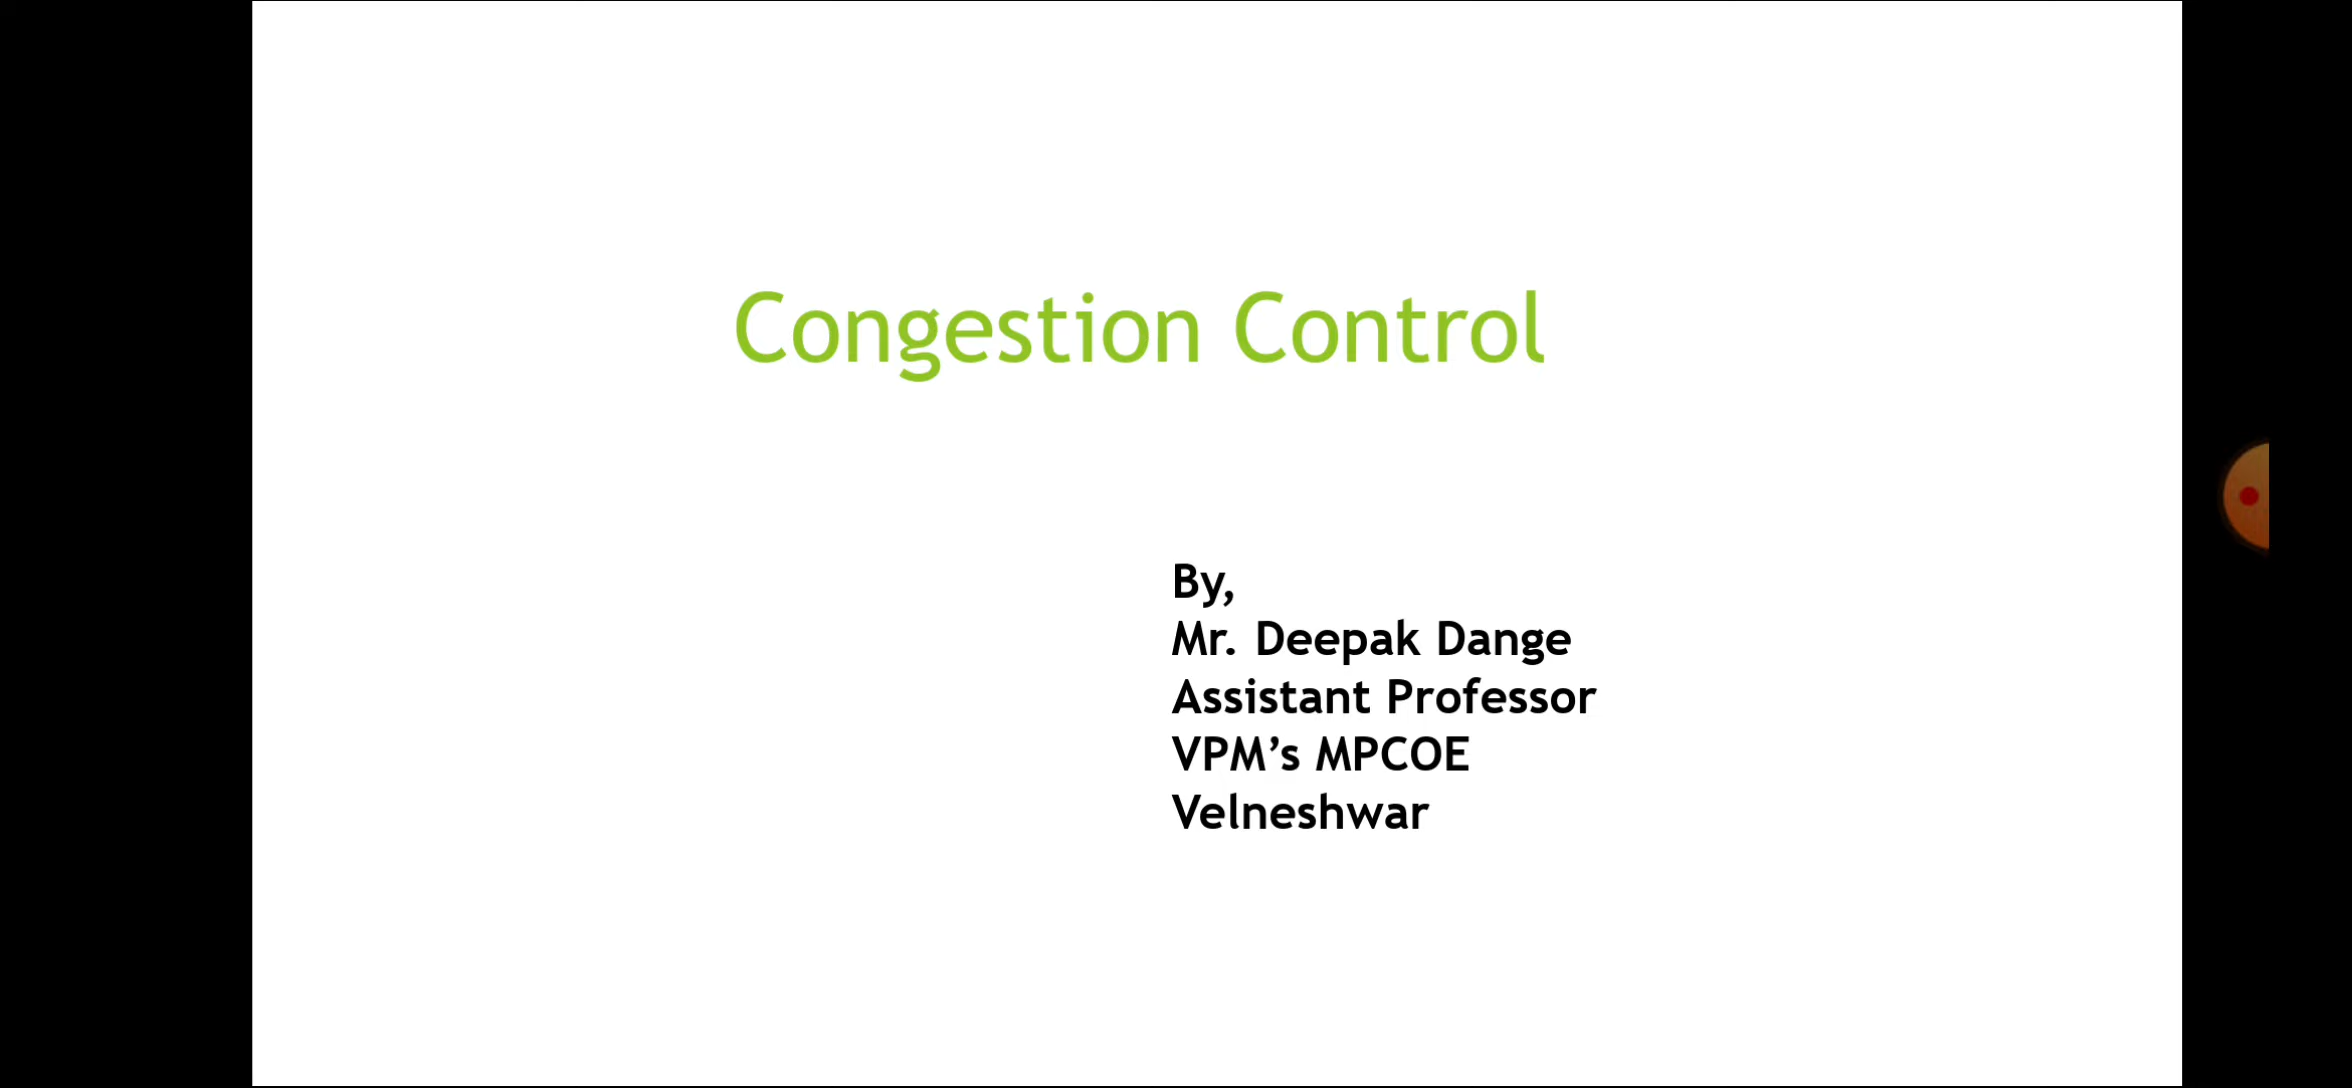 Congestion Control
By,
Mr. Deepak Dange
Assistant Professor
VPM’s MPCOE
Velneshwar